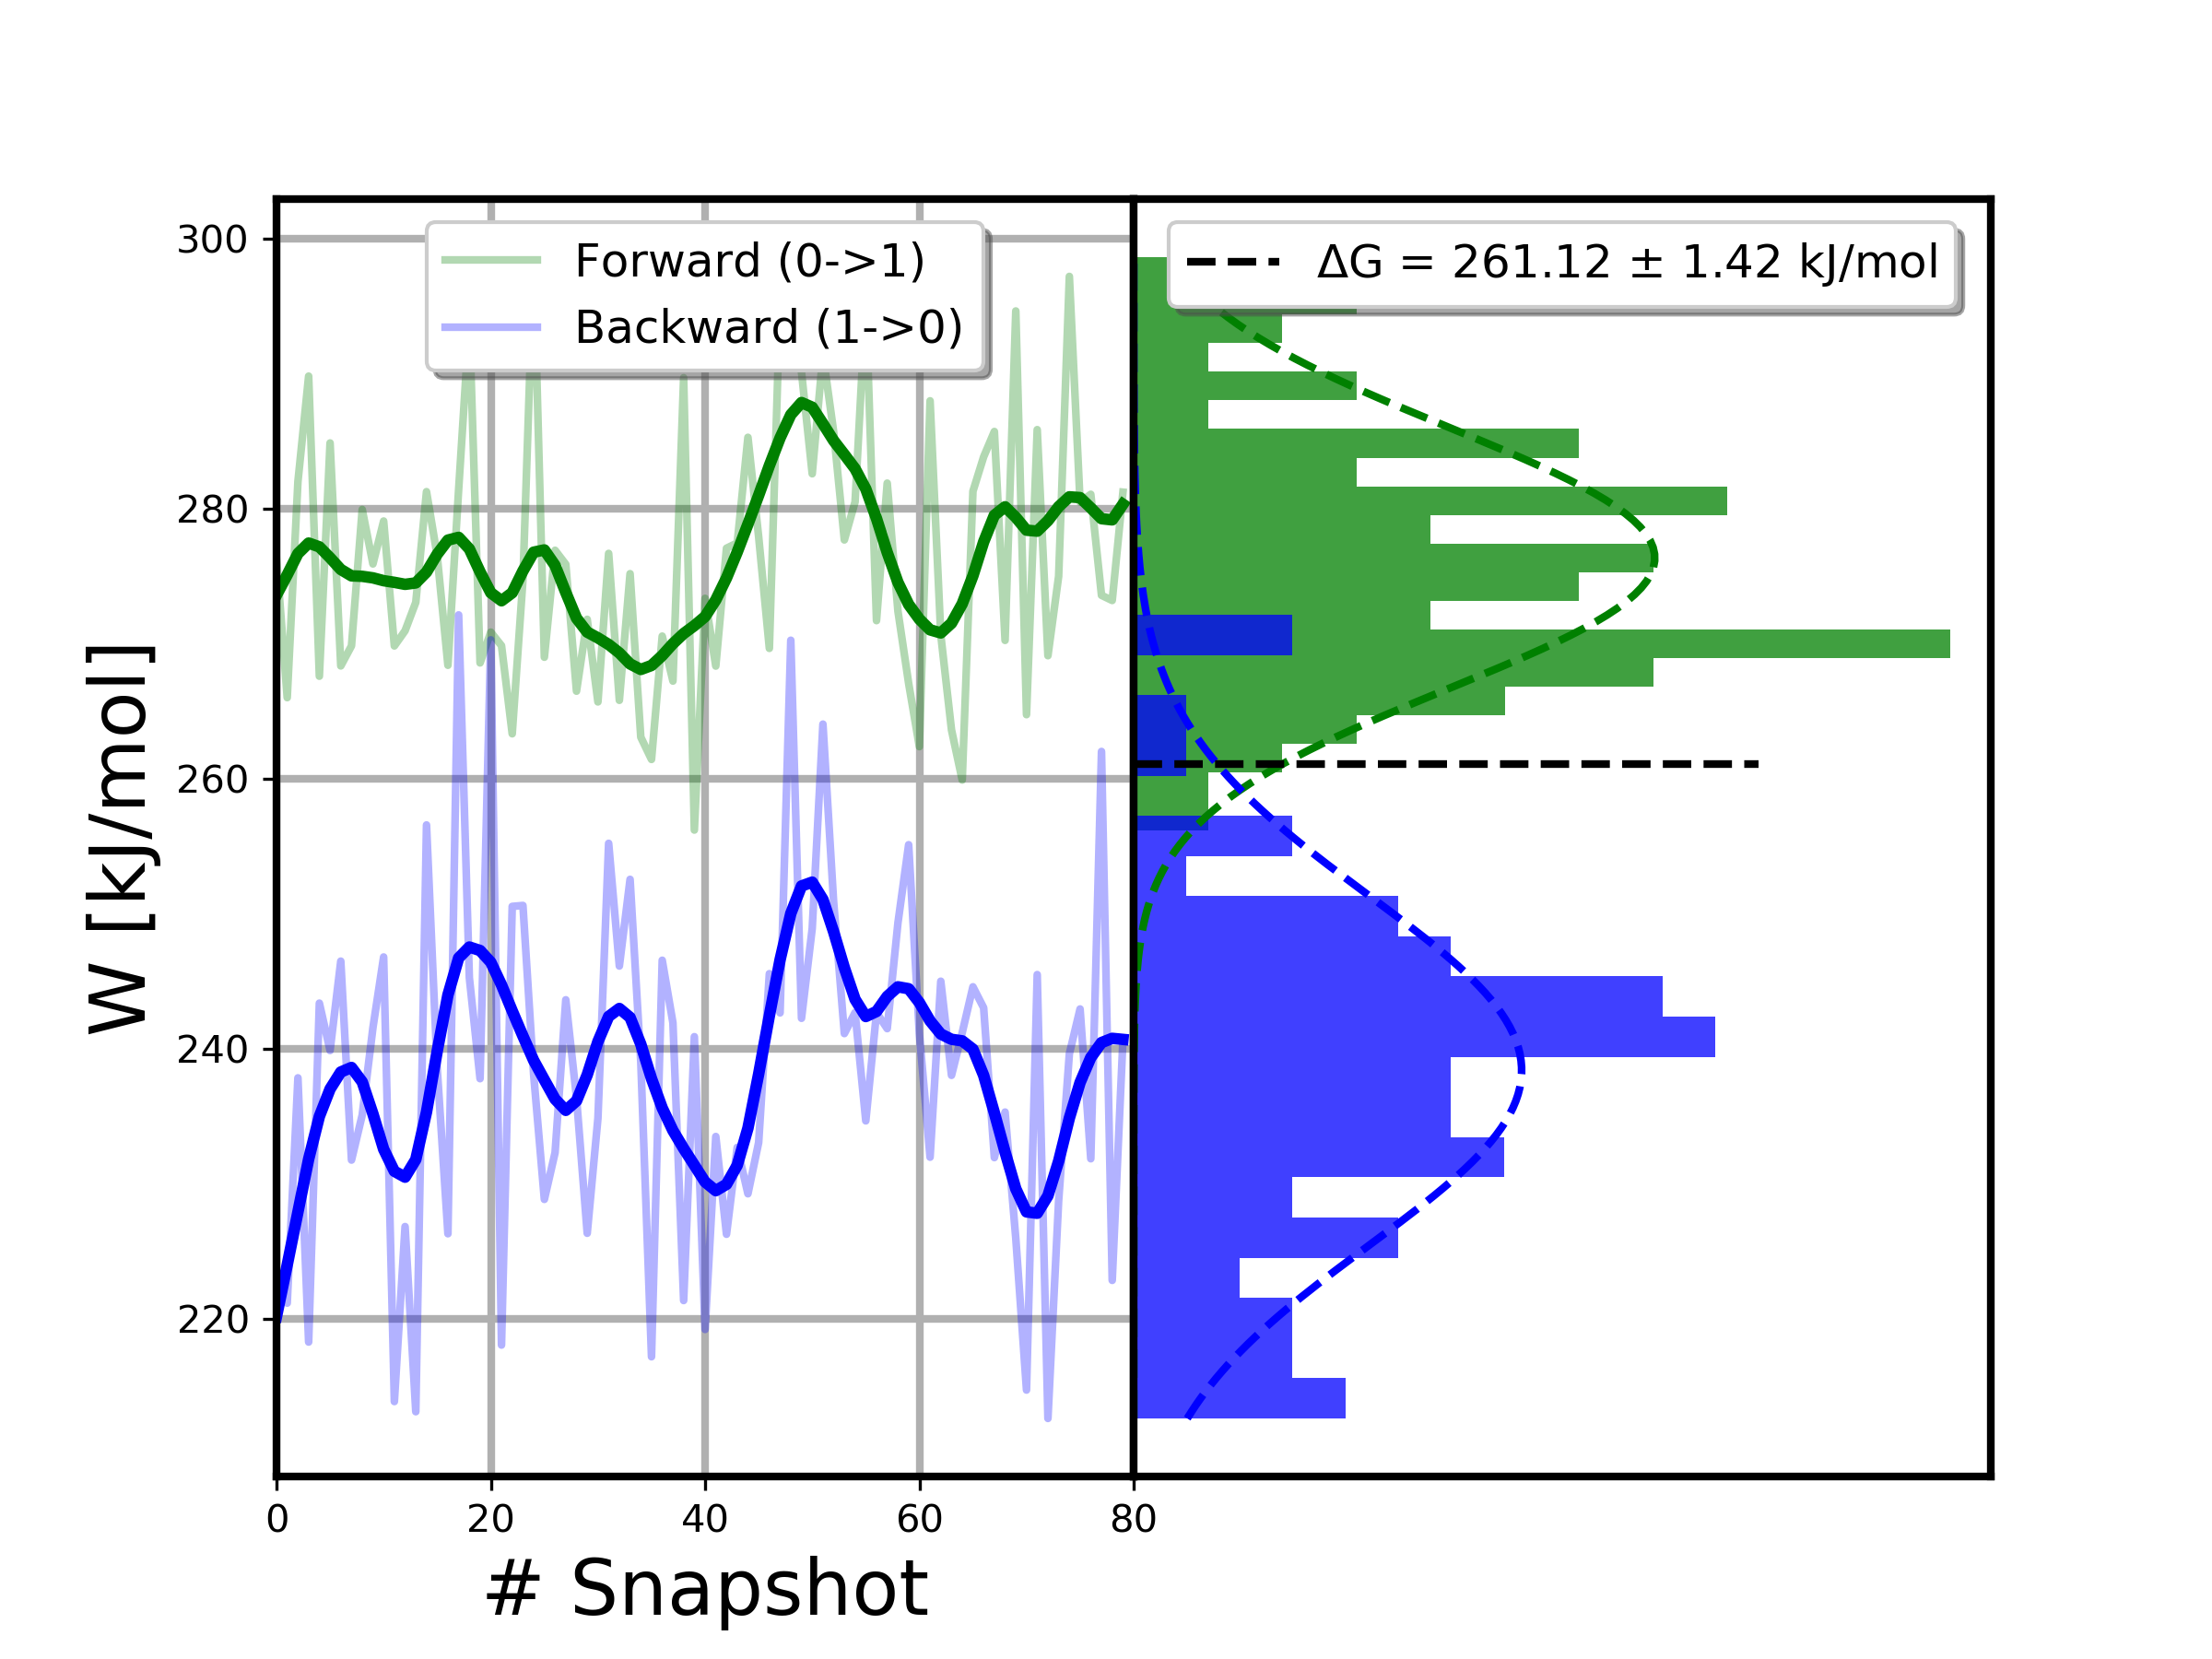 Forward (0->1)
Backward (1->0)
ΔG = 261.12 ± 1.42 kJ/mol
300
280
260
240
220
W [kJ/mol]
0 20 40 60 80
# Snapshot